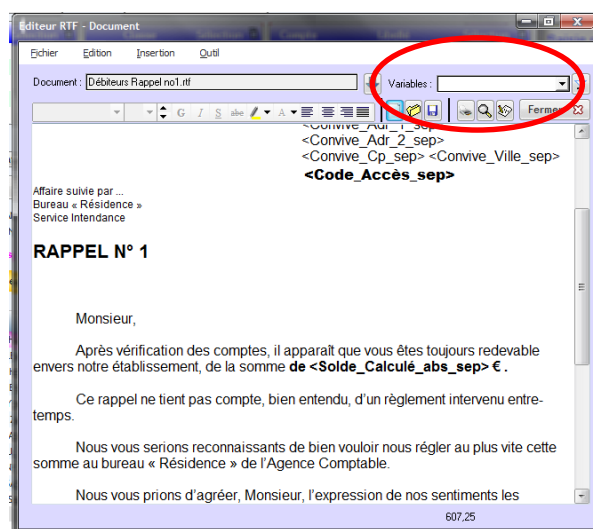 Editeur RTF - Document
Fichier Edition Insertion Outil
Document : Débiteurs Rappel no1.rtf Variables :
G I S abc A Fermer
<Convive_Adr_1_sep>
<Convive_Adr_2_sep>
<Convive_Cp_sep> <Convive_Ville_sep>
<Code_Accès_sep>
Affaire suivie par ...
Bureau « Résidence »
Service Intendance
RAPPEL N° 1
Monsieur,
Après vérification des comptes, il apparaît que vous êtes toujours redevable
envers notre établissement, de la somme de <Solde_Calculé_abs_sep> € .
Ce rappel ne tient pas compte, bien entendu, d’un règlement intervenu entre-
temps.
Nous vous serions reconnaissants de bien vouloir nous régler au plus vite cette
somme au bureau « Résidence » de l’Agence Comptable.
Nous vous prions d’agréer, Monsieur, l’expression de nos sentiments les
607,25